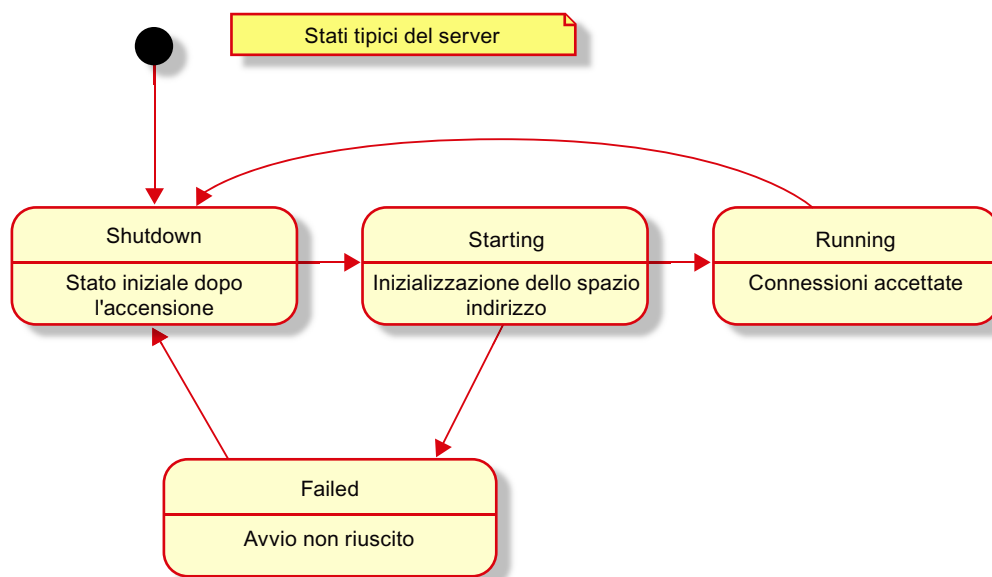 Stati tipici del server
Shutdown
Stato iniziale dopo
l'accensione
Starting
Inizializzazione dello spazio
indirizzo
Running
Connessioni accettate
Failed
Avvio non riuscito